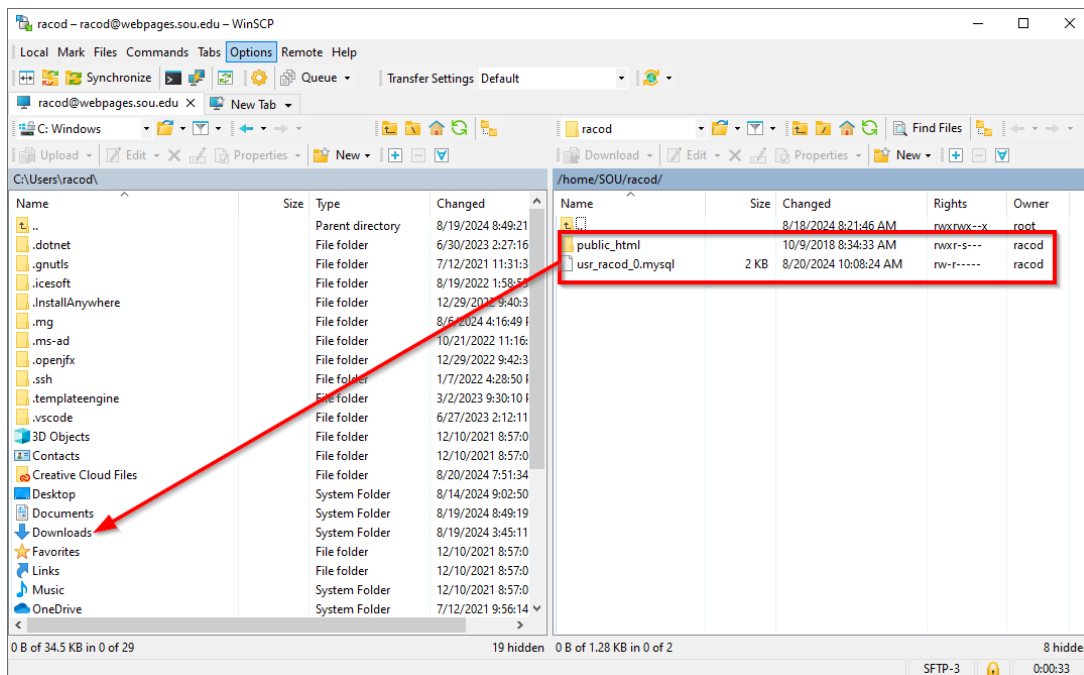 racod – racod@webpages.sou.edu – WinSCP
Local Mark Files Commands Tabs Options Remote Help
Synchronize Queue Transfer Settings Default
racod@webpages.sou.edu X New Tab
C: Windows racod Find Files
Upload Edit Properties New Download Edit Properties New
C:\Users\racod\ /home/SOU/racod/
Name Size Type Changed Name Size Changed Rights Owner
.. Parent directory 8/19/2024 8:49:21 .. 8/18/2024 8:21:46 AM rwxrwx--x root
.dotnet File folder 6/30/2023 2:27:16 public_html 10/9/2018 8:34:33 AM rwxr-s--- racod
.gnutls File folder 7/12/2021 11:31:3 usr_racod_0.mysql 2 KB 8/20/2024 10:08:24 AM rw-r----- racod
.icesoft File folder 8/19/2022 1:58:53
.InstallAnywhere File folder 12/29/2022 9:40:3
.mg File folder 8/6/2024 4:16:49
.ms-ad File folder 10/21/2022 11:16:
.openjfx File folder 12/29/2022 9:42:3
.ssh File folder 1/7/2022 4:28:50
.templateengine File folder 3/2/2023 9:30:10
.vscode File folder 6/27/2023 2:12:11
3D Objects File folder 12/10/2021 8:57:0
Contacts File folder 12/10/2021 8:57:0
Creative Cloud Files File folder 8/20/2024 7:51:34
Desktop System Folder 8/14/2024 9:02:50
Documents System Folder 8/19/2024 8:49:19
Downloads System Folder 8/19/2024 3:45:11
Favorites File folder 12/10/2021 8:57:0
Links File folder 12/10/2021 8:57:0
Music System Folder 12/10/2021 8:57:0
OneDrive System Folder 7/12/2021 9:56:14
0 B of 34.5 KB in 0 of 29 19 hidden 0 B of 1.28 KB in 0 of 2 8 hidde
SFTP-3 0:00:33